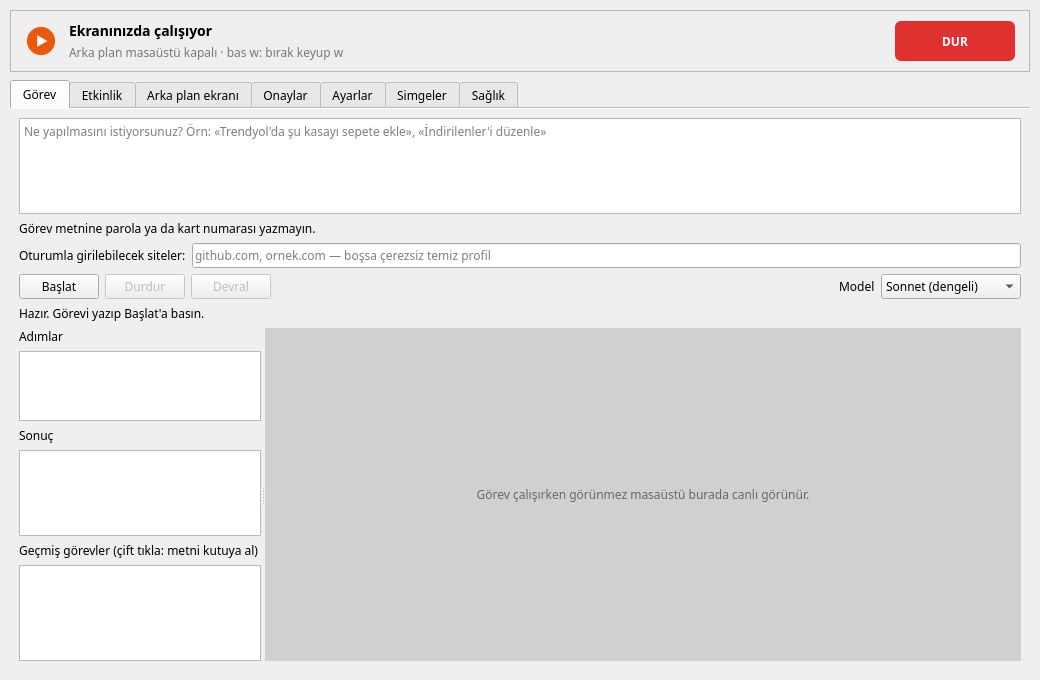 Ekranınızda çalışıyor
Arka plan masaüstü kapalı · bas w: bırak keyup w
DUR
Görev
Etkinlik
Arka plan ekranı
Onaylar
Ayarlar
Simgeler
Sağlık
Ne yapılmasını istiyorsunuz? Örn: «Trendyol'da şu kasayı sepete ekle», «İndirilenler'i düzenle»
Görev metnine parola ya da kart numarası yazmayın.
Oturumla girilebilecek siteler:
github.com, ornek.com — boşsa çerezsiz temiz profil
Başlat
Durdur
Devral
Model
Sonnet (dengeli)
Hazır. Görevi yazıp Başlat'a basın.
Adımlar
Sonuç
Görev çalışırken görünmez masaüstü burada canlı görünür.
Geçmiş görevler (çift tıkla: metni kutuya al)